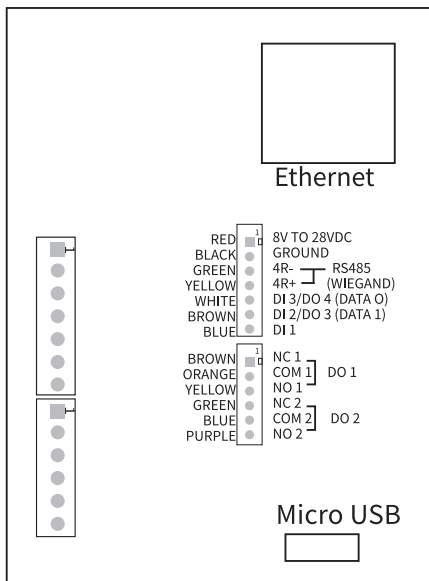 Ethernet
1
RED 8V TO 28VDC
BLACK GROUND
GREEN 4R- RS485
YELLOW 4R+ (WIEGAND)
WHITE DI 3/DO 4 (DATA O)
BROWN DI 2/DO 3 (DATA 1)
BLUE DI 1
1
BROWN NC 1
ORANGE COM 1 DO 1
YELLOW NO 1
GREEN NC 2
BLUE COM 2 DO 2
PURPLE NO 2
Micro USB